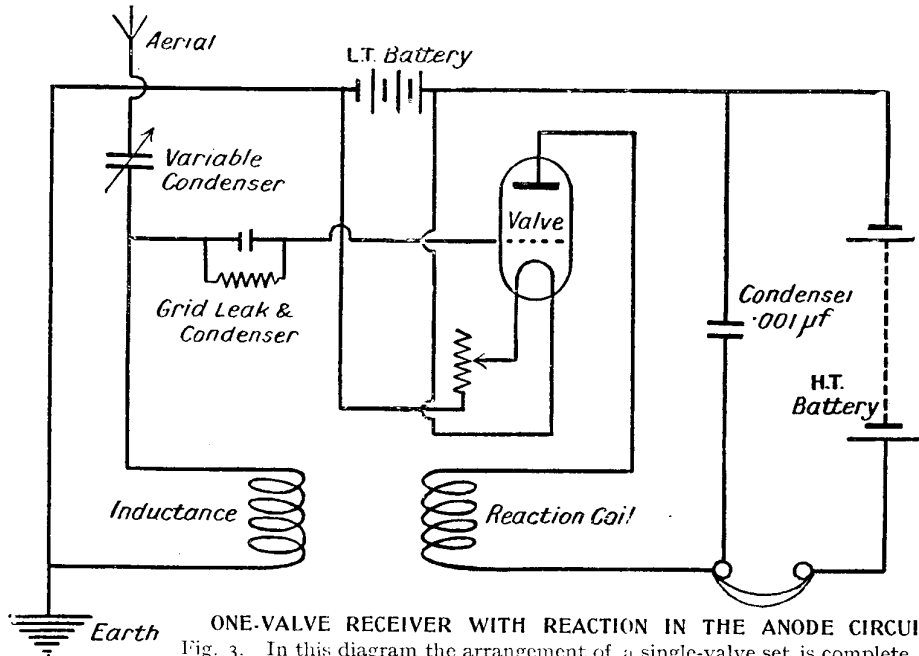 Aerial
L.T. Battery
Variable
Condenser
Valve
Grid Leak &
Condenser
Condenser
.001 µf
H.T.
Battery
Inductance
Reaction Coil
Earth
ONE-VALVE RECEIVER WITH REACTION IN THE ANODE
Fig. 3. In this diagram the arrangement of a single-valve set is complete